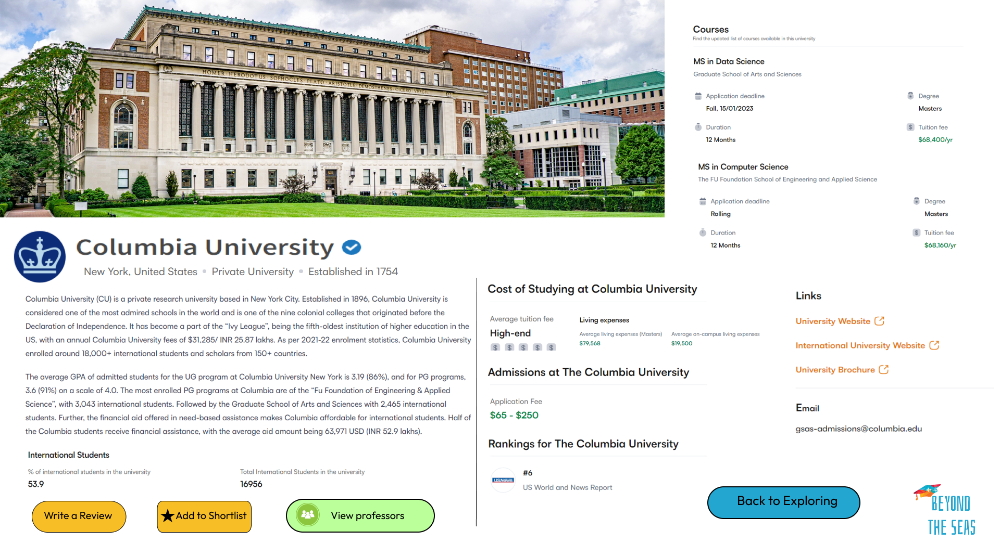 HOMER · HERODOTUS · SOPHOCLES · PLATO · ARISTOTLE · DEMOSTHENES · CICERO · VERGIL
Courses
Find the updated list of courses available in this university
MS in Data Science
Graduate School of Arts and Sciences
Application deadline
Fall, 15/01/2023
Degree
Masters
Duration
12 Months
$ Tuition fee
$68,400/yr
MS in Computer Science
The FU Foundation School of Engineering and Applied Science
Application deadline
Rolling
Degree
Masters
Duration
12 Months
$ Tuition fee
$68,160/yr
Columbia University
New York, United States • Private University • Established in 1754
Columbia University (CU) is a private research university based in New York City. Established in 1896, Columbia University is
considered one of the most admired schools in the world and is one of the nine colonial colleges that originated before the
Declaration of Independence. It has become a part of the “Ivy League”, being the fifth-oldest institution of higher education in the
US, with an annual Columbia University fees of $31,285/ INR 25.87 lakhs. As per 2021-22 enrolment statistics, Columbia University
enrolled around 18,000+ international students and scholars from 150+ countries.
The average GPA of admitted students for the UG program at Columbia University New York is 3.19 (86%), and for PG programs,
3.6 (91%) on a scale of 4.0. The most enrolled PG programs at Columbia are of the “Fu Foundation of Engineering & Applied
Science”, with 3,043 international students. Followed by the Graduate School of Arts and Sciences with 2,465 international
students. Further, the financial aid offered in need-based assistance makes Columbia affordable for international students. Half of
the Columbia students receive financial assistance, with the average aid amount being 63,971 USD (INR 52.9 lakhs).
International Students
% of international students in the university
53.9
Total International Students in the university
16956
Write a Review
Add to Shortlist
View professors
Cost of Studying at Columbia University
Average tuition fee
High-end
$ $ $ $ $
Living expenses
Average living expenses (Masters)
$79,568
Average on-campus living expenses
$19,500
Admissions at The Columbia University
Application Fee
$65 - $250
Rankings for The Columbia University
U.S.News
#6
US World and News Report
Links
University Website
International University Website
University Brochure
Email
gsas-admissions@columbia.edu
Back to Exploring
BEYOND
THE SEAS